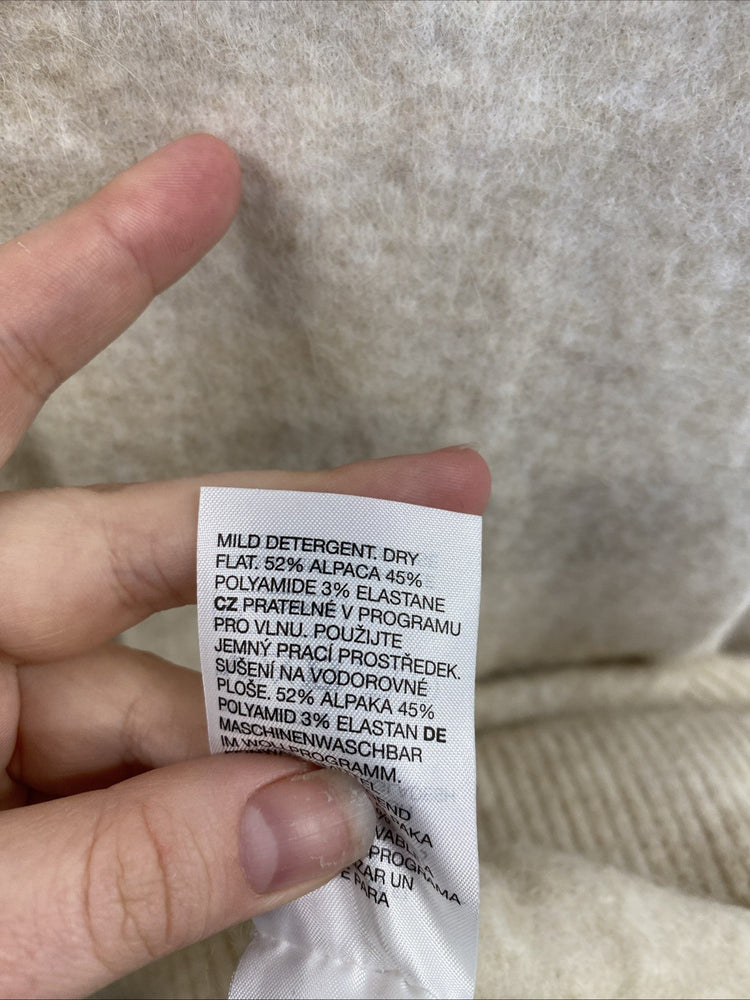 MILD DETERGENT. DRY
FLAT. 52% ALPACA 45%
POLYAMIDE 3% ELASTANE
CZ PRATELNÉ V PROGRAMU
PRO VLNU. POUŽIJTE
JEMNÝ PRACÍ PROSTŘEDEK.
SUŠENÍ NA VODOROVNÉ
PLOŠE. 52% ALPAKA 45%
POLYAMID 3% ELASTAN DE
MASCHINENWASCHBAR
IM WOLLPROGRAMM.
PROGRAMA
UN
PARA